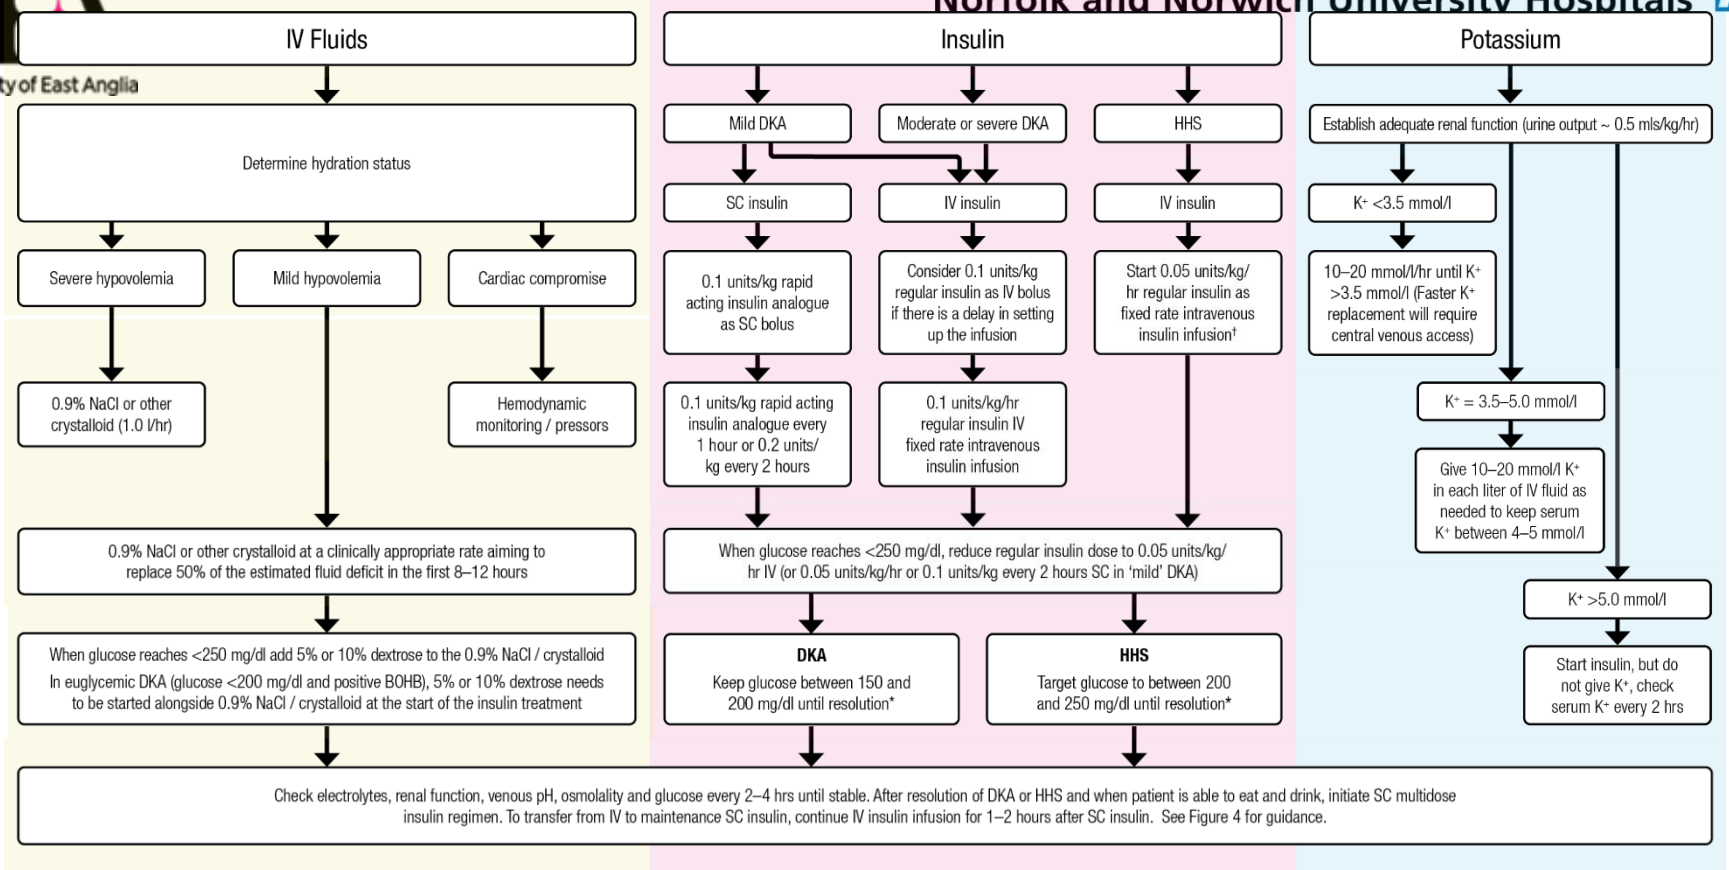 Norfolk and Norwich University Hospitals
ty of East Anglia
IV Fluids
Determine hydration status
Severe hypovolemia
Mild hypovolemia
Cardiac compromise
0.9% NaCl or other
crystalloid (1.0 l/hr)
Hemodynamic
monitoring / pressors
0.9% NaCl or other crystalloid at a clinically appropriate rate aiming to
replace 50% of the estimated fluid deficit in the first 8–12 hours
When glucose reaches <250 mg/dl add 5% or 10% dextrose to the 0.9% NaCl / crystalloid
In euglycemic DKA (glucose <200 mg/dl and positive BOHB), 5% or 10% dextrose needs
to be started alongside 0.9% NaCl / crystalloid at the start of the insulin treatment
Insulin
Mild DKA
Moderate or severe DKA
HHS
SC insulin
IV insulin
IV insulin
0.1 units/kg rapid
acting insulin analogue
as SC bolus
Consider 0.1 units/kg
regular insulin as IV bolus
if there is a delay in setting
up the infusion
Start 0.05 units/kg/
hr regular insulin as
fixed rate intravenous
insulin infusion†
0.1 units/kg rapid acting
insulin analogue every
1 hour or 0.2 units/
kg every 2 hours
0.1 units/kg/hr
regular insulin IV
fixed rate intravenous
insulin infusion
When glucose reaches <250 mg/dl, reduce regular insulin dose to 0.05 units/kg/
hr IV (or 0.05 units/kg/hr or 0.1 units/kg every 2 hours SC in ‘mild’ DKA)
DKA
Keep glucose between 150 and
200 mg/dl until resolution*
HHS
Target glucose to between 200
and 250 mg/dl until resolution*
Potassium
Establish adequate renal function (urine output ~ 0.5 mls/kg/hr)
K⁺ <3.5 mmol/l
10–20 mmol/l/hr until K⁺
>3.5 mmol/l (Faster K⁺
replacement will require
central venous access)
K⁺ = 3.5–5.0 mmol/l
Give 10–20 mmol/l K⁺
in each liter of IV fluid as
needed to keep serum
K⁺ between 4–5 mmol/l
K⁺ >5.0 mmol/l
Start insulin, but do
not give K⁺, check
serum K⁺ every 2 hrs
Check electrolytes, renal function, venous pH, osmolality and glucose every 2–4 hrs until stable. After resolution of DKA or HHS and when patient is able to eat and drink, initiate SC multidose
insulin regimen. To transfer from IV to maintenance SC insulin, continue IV insulin infusion for 1–2 hours after SC insulin. See Figure 4 for guidance.